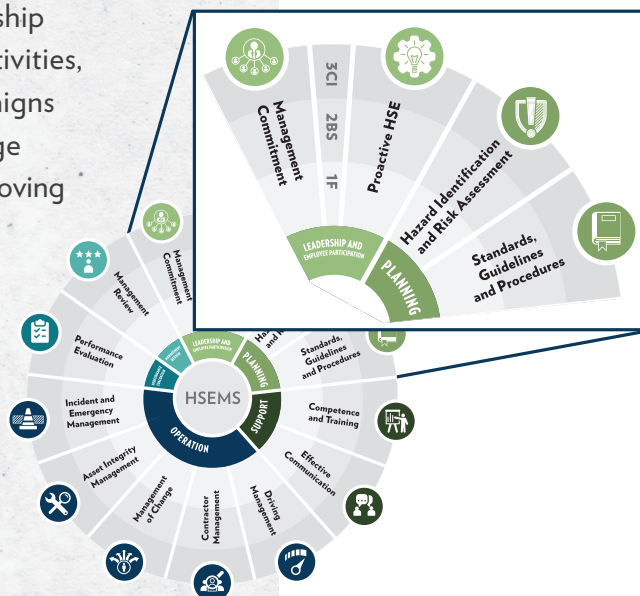 ship
tivities,
igns
ge
oving
Management
Commitment
3CI
2BS
1F
Proactive HSE
Hazard Identification
and Risk Assessment
Standards,
Guidelines
and Procedures
LEADERSHIP AND
EMPLOYEE PARTICIPATION
PLANNING
Management
Commitment
Management
Review
Performance
Evaluation
Incident and
Emergency
Management
Asset Integrity
Management
Management
of Change
Contractor
Management
Driving
Management
Effective
Communication
Competence
and Training
Standards,
Guidelines
and Procedures
LEADERSHIP AND
EMPLOYEE PARTICIPATION
PLANNING
SUPPORT
OPERATION
HSEMS